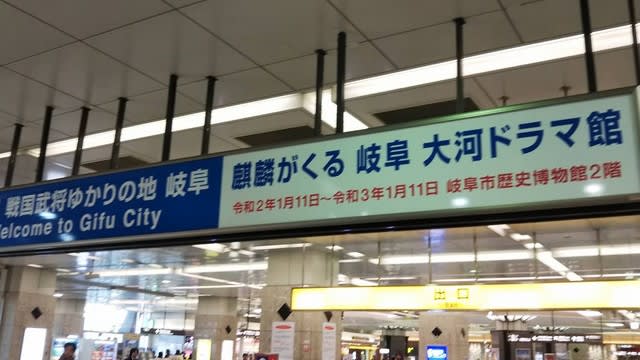 戦国武将ゆかりの地 岐阜
elcome to Gifu City
麒麟がくる 岐阜 大河ドラマ館
令和2年1月11日～令和3年1月11日 岐阜市歴史博物館2階
出口